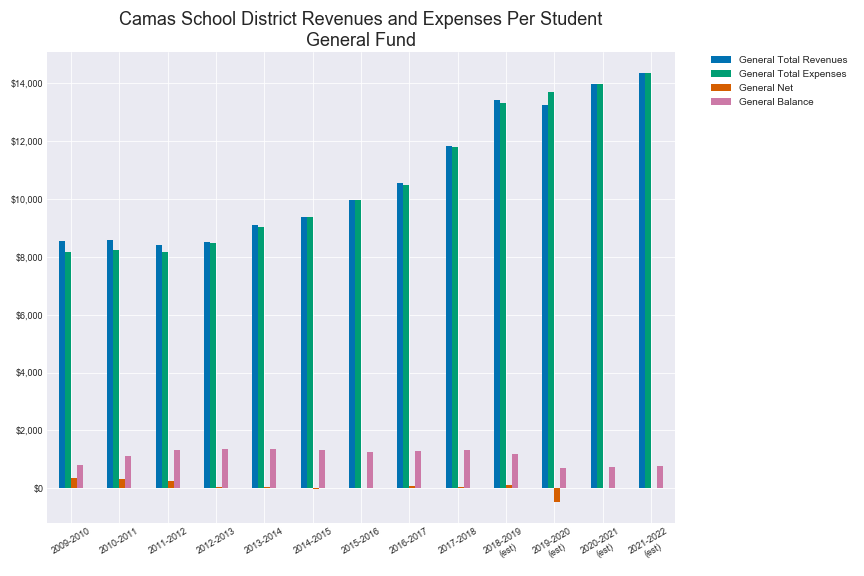 Camas School District Revenues and Expenses Per Student
General Fund
General Total Revenues
General Total Expenses
General Net
General Balance
$14,000
$12,000
$10,000
$8,000
$6,000
$4,000
$2,000
$0
2009-2010
2010-2011
2011-2012
2012-2013
2013-2014
2014-2015
2015-2016
2016-2017
2017-2018
2018-2019
(est)
2019-2020
(est)
2020-2021
(est)
2021-2022
(est)